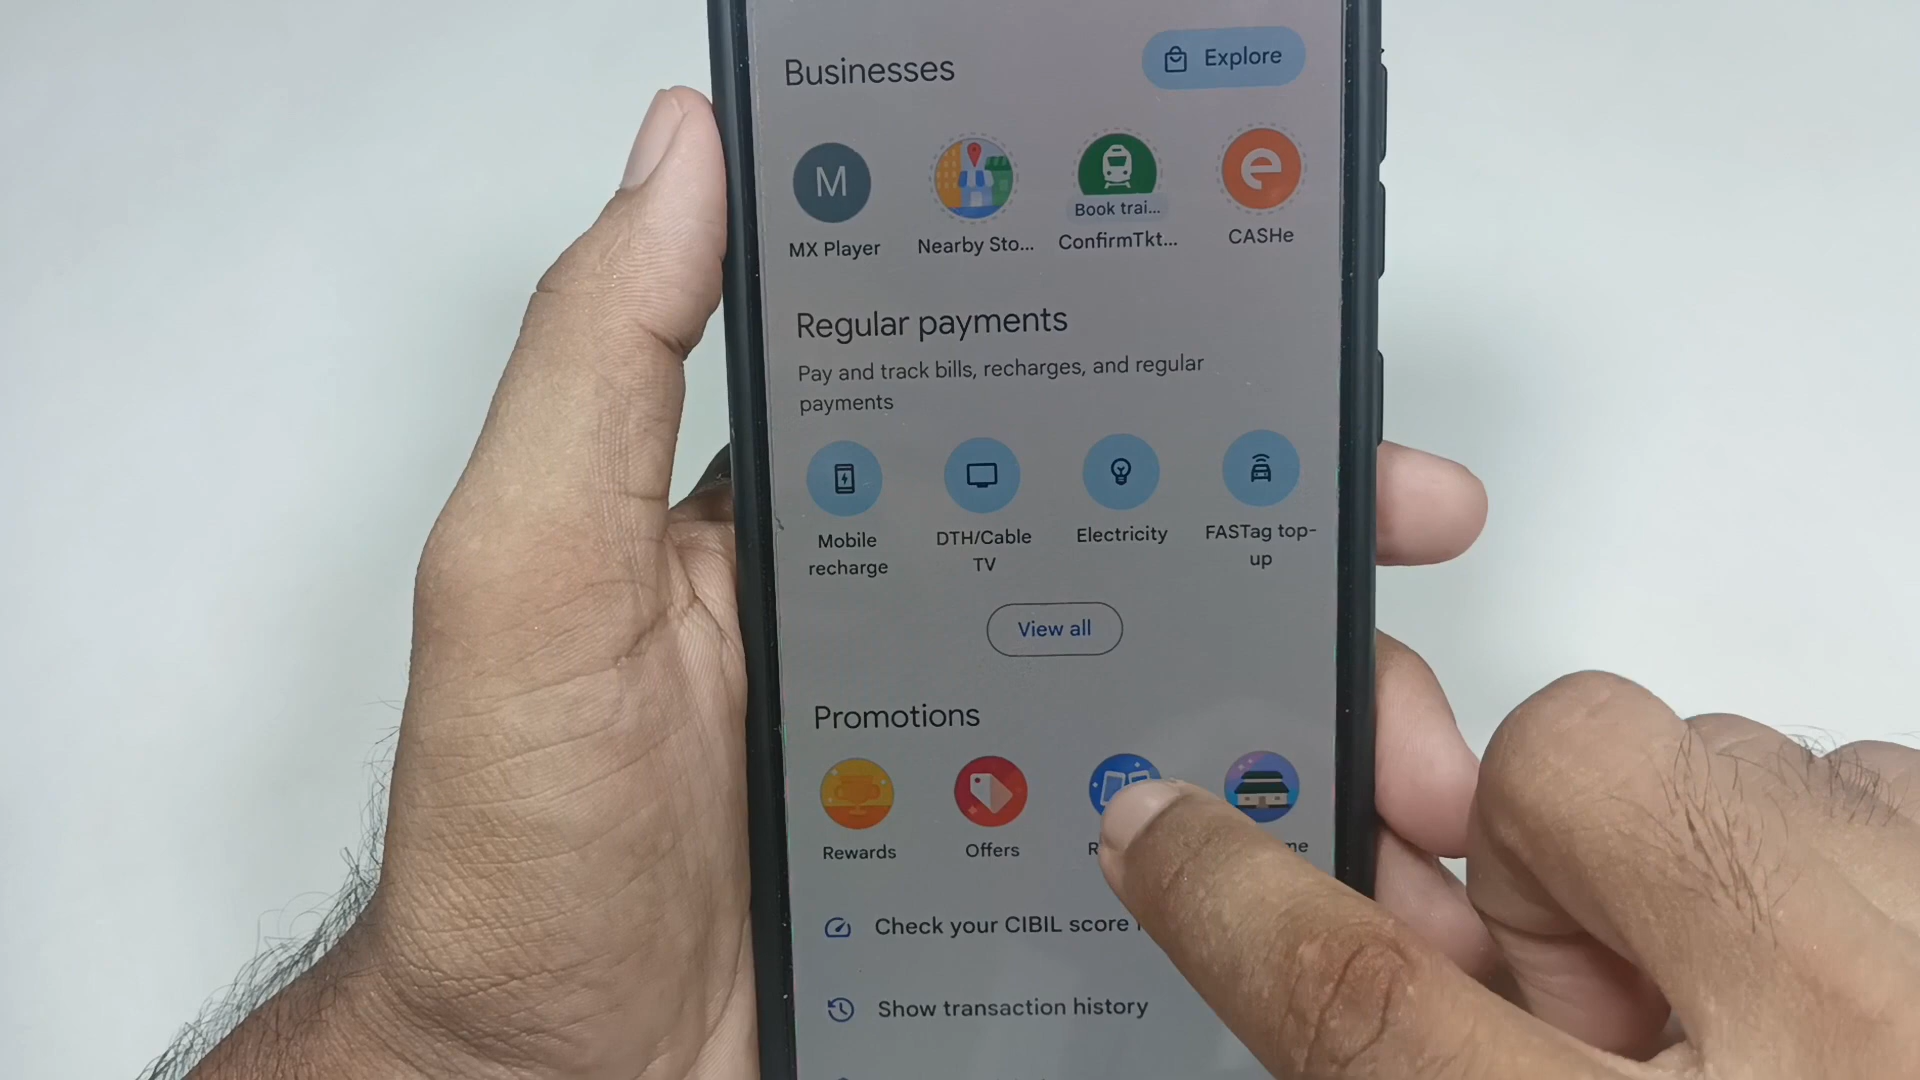 Businesses
Explore
M
Book trai...
MX Player
Nearby Sto...
ConfirmTkt...
CASHe
Regular payments
Pay and track bills, recharges, and regular
payments
Mobile
recharge
DTH/Cable
TV
Electricity
FASTag top-
up
View all
Promotions
Rewards
Offers
Check your CIBIL score
Show transaction history